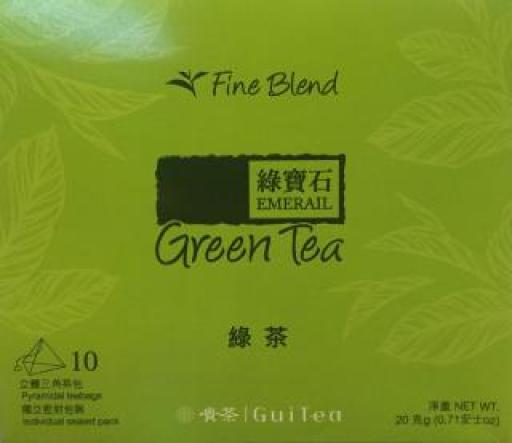 Fine Blend
綠寶石
EMERAIL
Green Tea
綠茶
10
立體三角茶包
Pyramidal teabags
獨立密封包裝
Individual sealed pack
貴茶 | GuiTea
淨重 NET WT.
20 克g (0.71安士oz)